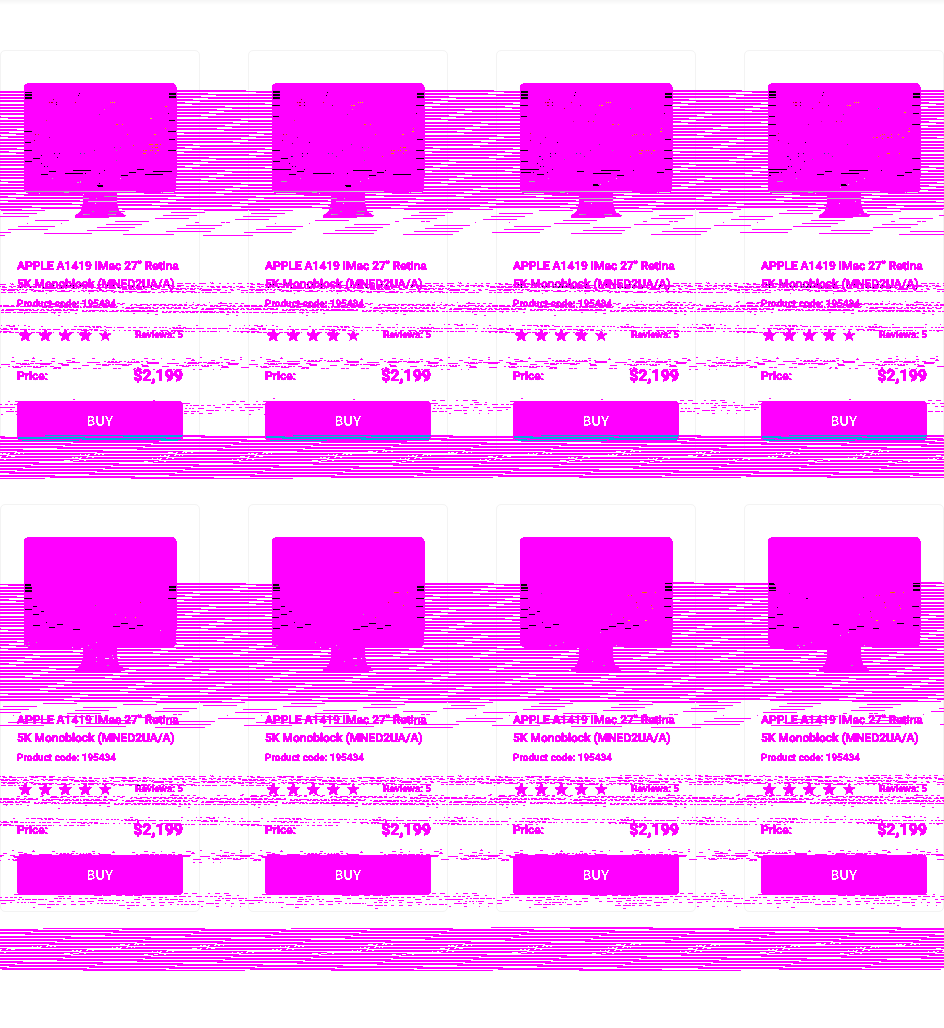 APPLE A1419 iMac 27" Retina APPLE A1419 iMac 27" Retina APPLE A1419 iMac 27" Retina APPLE A1419 iMac 27" Retina
5K Monoblock (MNED2UA/A) 5K Monoblock (MNED2UA/A) 5K Monoblock (MNED2UA/A) 5K Monoblock (MNED2UA/A)
Product code: 195434 Product code: 195434 Product code: 195434 Product code: 195434
Reviews: 5 Reviews: 5 Reviews: 5 Reviews: 5
Price: $2,199 Price: $2,199 Price: $2,199 Price: $2,199
BUY BUY BUY BUY
APPLE A1419 iMac 27" Retina APPLE A1419 iMac 27" Retina APPLE A1419 iMac 27" Retina APPLE A1419 iMac 27" Retina
5K Monoblock (MNED2UA/A) 5K Monoblock (MNED2UA/A) 5K Monoblock (MNED2UA/A) 5K Monoblock (MNED2UA/A)
Product code: 195434 Product code: 195434 Product code: 195434 Product code: 195434
Reviews: 5 Reviews: 5 Reviews: 5 Reviews: 5
Price: $2,199 Price: $2,199 Price: $2,199 Price: $2,199
BUY BUY BUY BUY